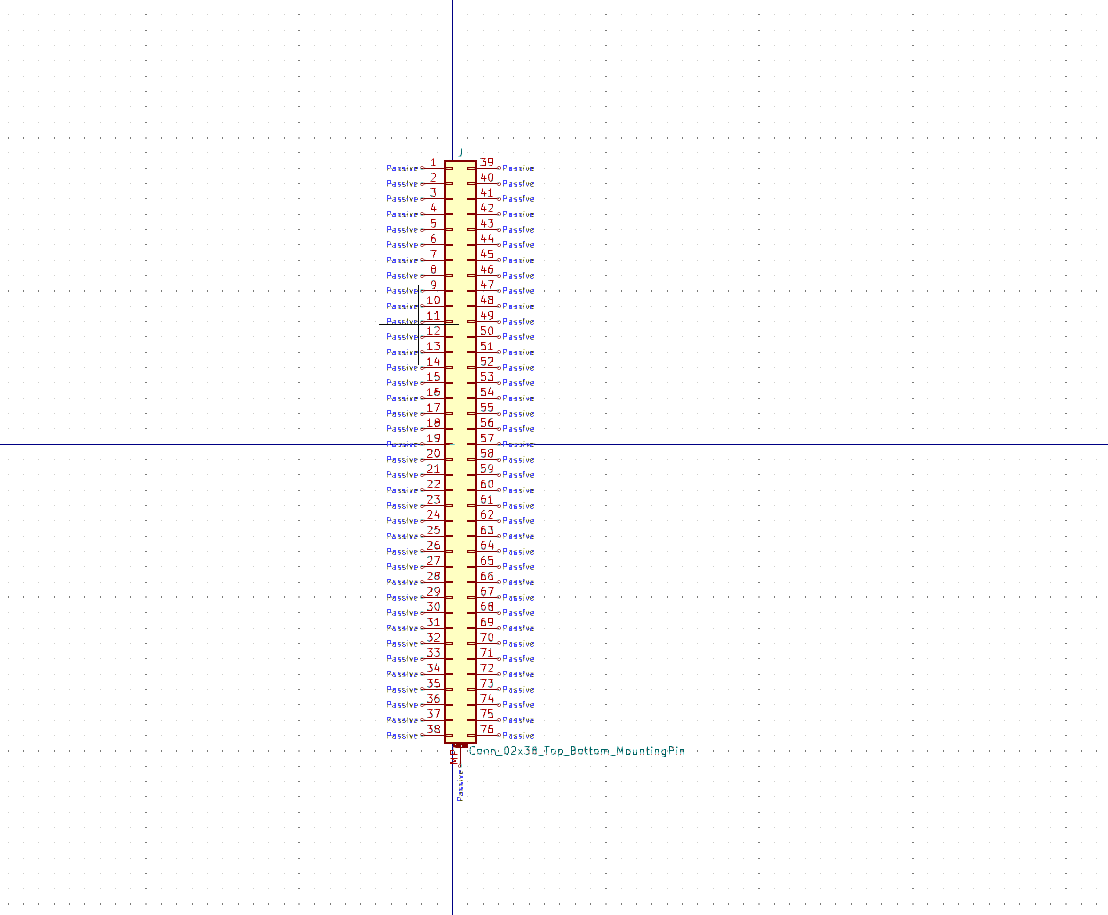 J
Passive 1 39 Passive
Passive 2 40 Passive
Passive 3 41 Passive
Passive 4 42 Passive
Passive 5 43 Passive
Passive 6 44 Passive
Passive 7 45 Passive
Passive 8 46 Passive
Passive 9 47 Passive
Passive 10 48 Passive
Passive 11 49 Passive
Passive 12 50 Passive
Passive 13 51 Passive
Passive 14 52 Passive
Passive 15 53 Passive
Passive 16 54 Passive
Passive 17 55 Passive
Passive 18 56 Passive
Passive 19 57 Passive
Passive 20 58 Passive
Passive 21 59 Passive
Passive 22 60 Passive
Passive 23 61 Passive
Passive 24 62 Passive
Passive 25 63 Passive
Passive 26 64 Passive
Passive 27 65 Passive
Passive 28 66 Passive
Passive 29 67 Passive
Passive 30 68 Passive
Passive 31 69 Passive
Passive 32 70 Passive
Passive 33 71 Passive
Passive 34 72 Passive
Passive 35 73 Passive
Passive 36 74 Passive
Passive 37 75 Passive
Passive 38 76 Passive
MP Conn_02x38_Top_Bottom_MountingPin
Passive